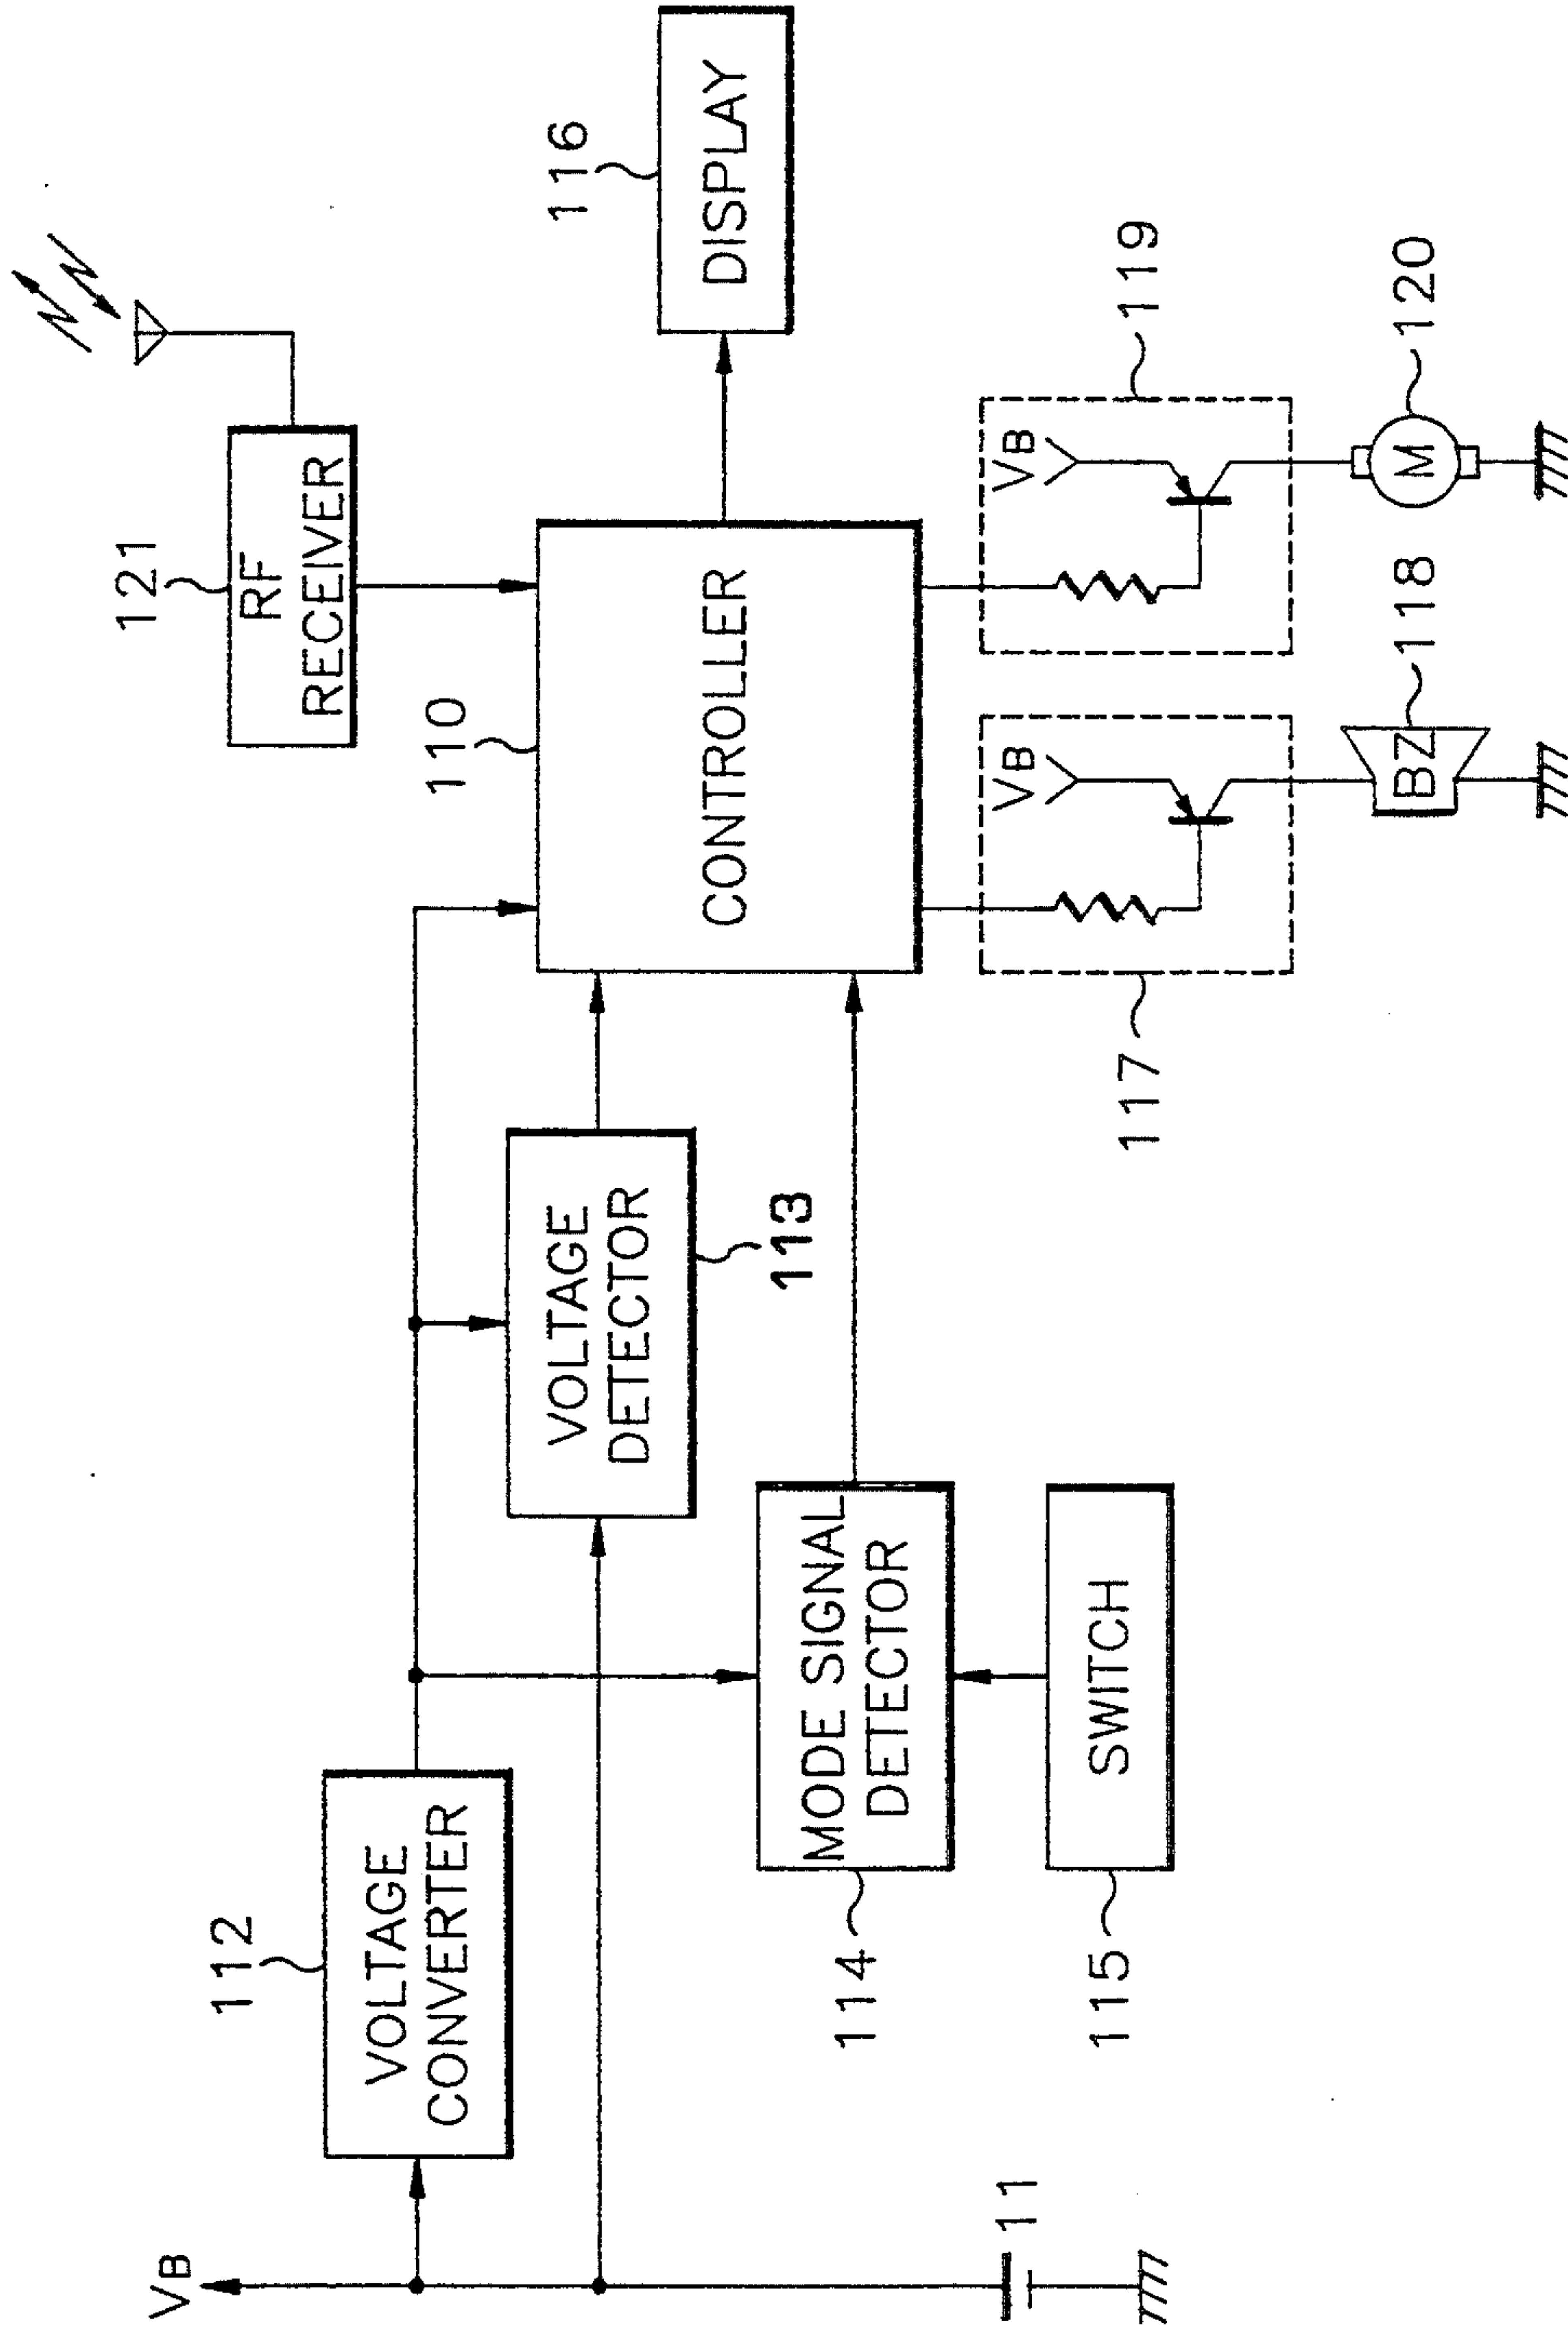 VB
112
VOLTAGE
CONVERTER
121
RF
RECEIVER
110
CONTROLLER
116
DISPLAY
VOLTAGE
DETECTOR
113
MODE SIGNAL
DETECTOR
114
SWITCH
115
11
117
VB
BZ
118
119
VB
M
120